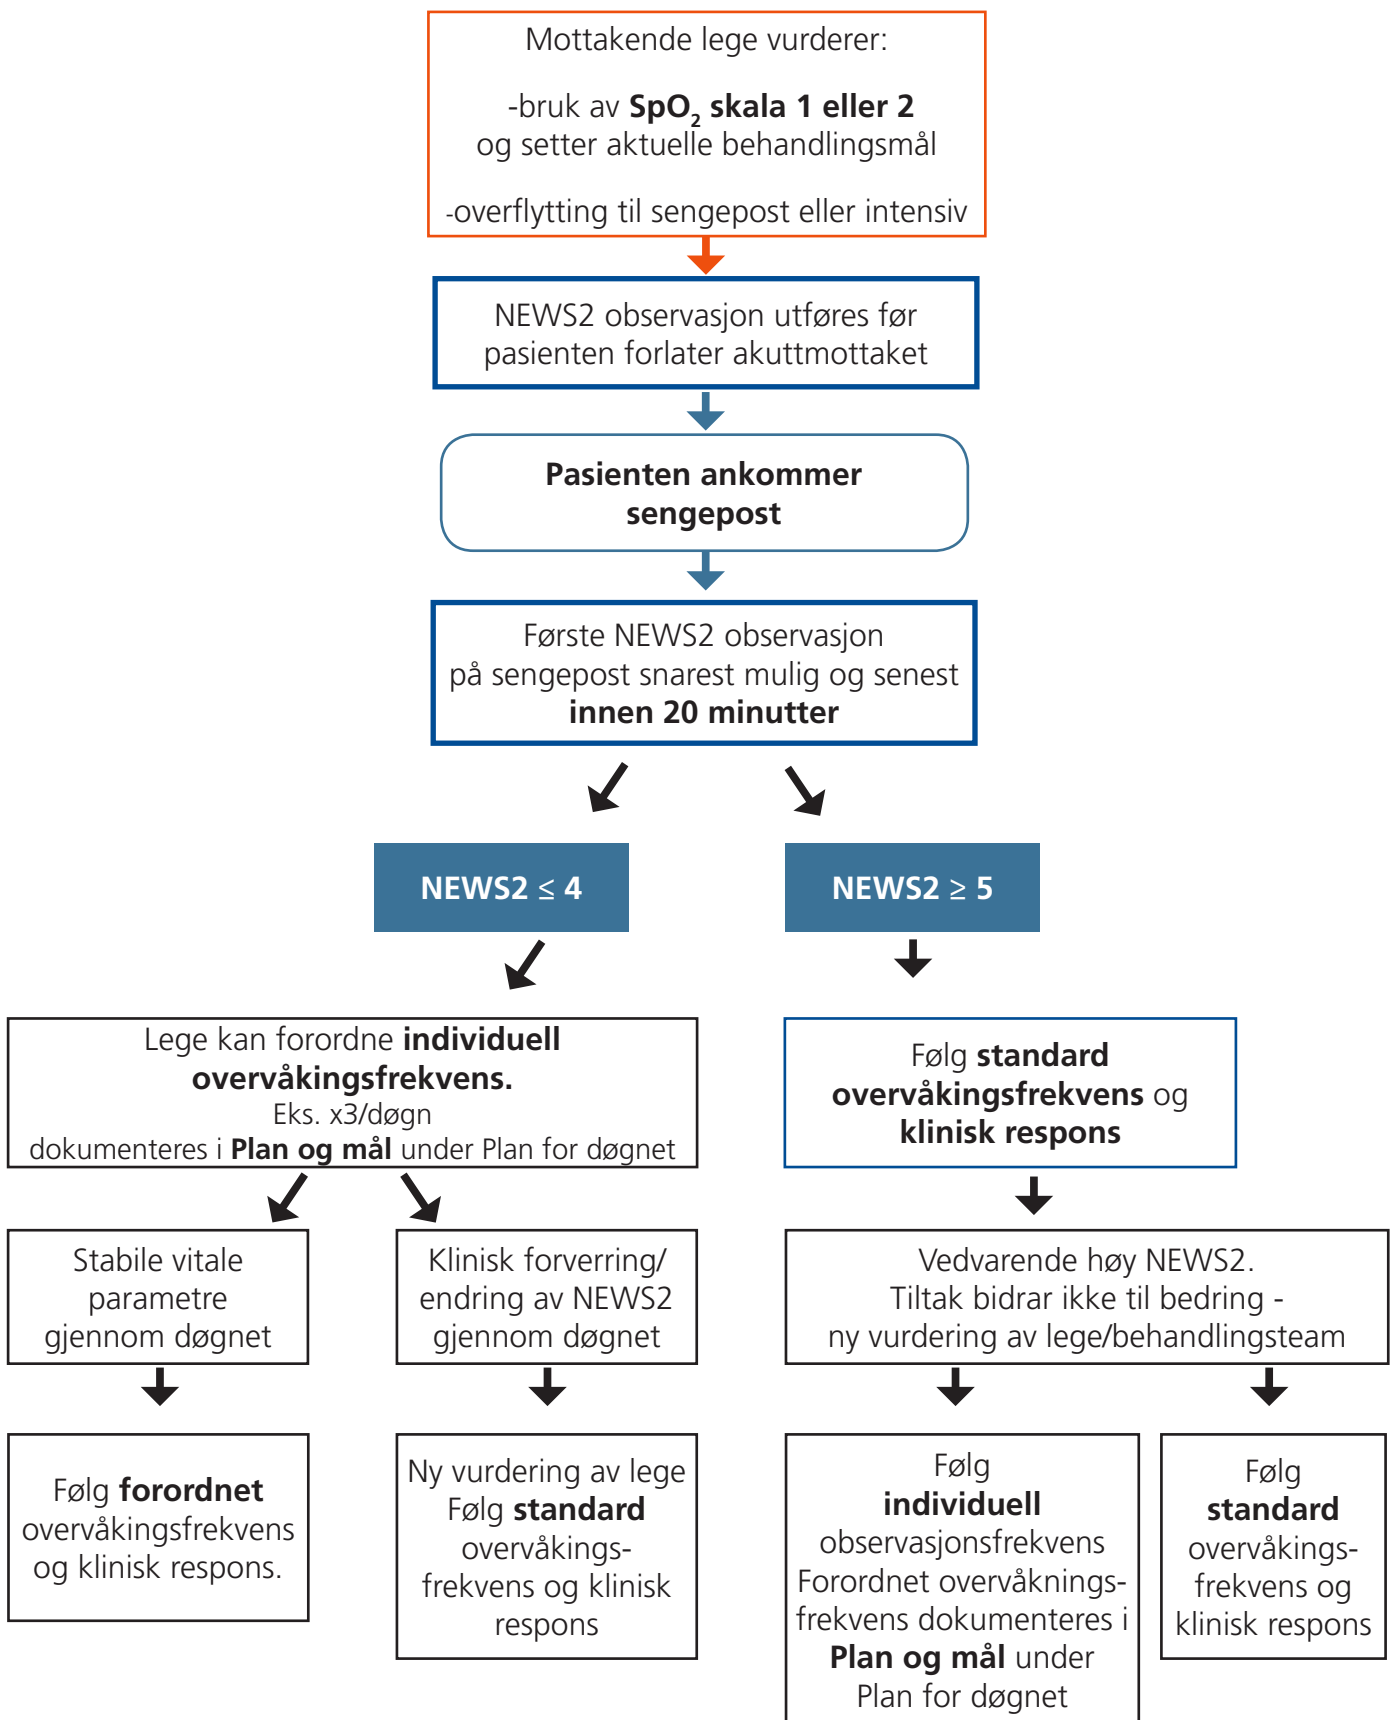 Mottakende lege vurderer:
-bruk av SpO₂ skala 1 eller 2
og setter aktuelle behandlingsmål
-overflytting til sengepost eller intensiv
NEWS2 observasjon utføres før
pasienten forlater akuttmottaket
Pasienten ankommer
sengepost
Første NEWS2 observasjon
på sengepost snarest mulig og senest
innen 20 minutter
NEWS2 ≤ 4
NEWS2 ≥ 5
Lege kan forordne individuell
overvåkingsfrekvens.
Eks. x3/døgn
dokumenteres i Plan og mål under Plan for døgnet
Følg standard
overvåkingsfrekvens og
klinisk respons
Stabile vitale
parametre
gjennom døgnet
Klinisk forverring/
endring av NEWS2
gjennom døgnet
Vedvarende høy NEWS2.
Tiltak bidrar ikke til bedring -
ny vurdering av lege/behandlingsteam
Følg forordnet
overvåkingsfrekvens
og klinisk respons.
Ny vurdering av lege
Følg standard
overvåkings-
frekvens og klinisk
respons
Følg
individuell
observasjonsfrekvens
Forordnet overvåknings-
frekvens dokumenteres i
Plan og mål under
Plan for døgnet
Følg
standard
overvåkings-
frekvens og
klinisk respons